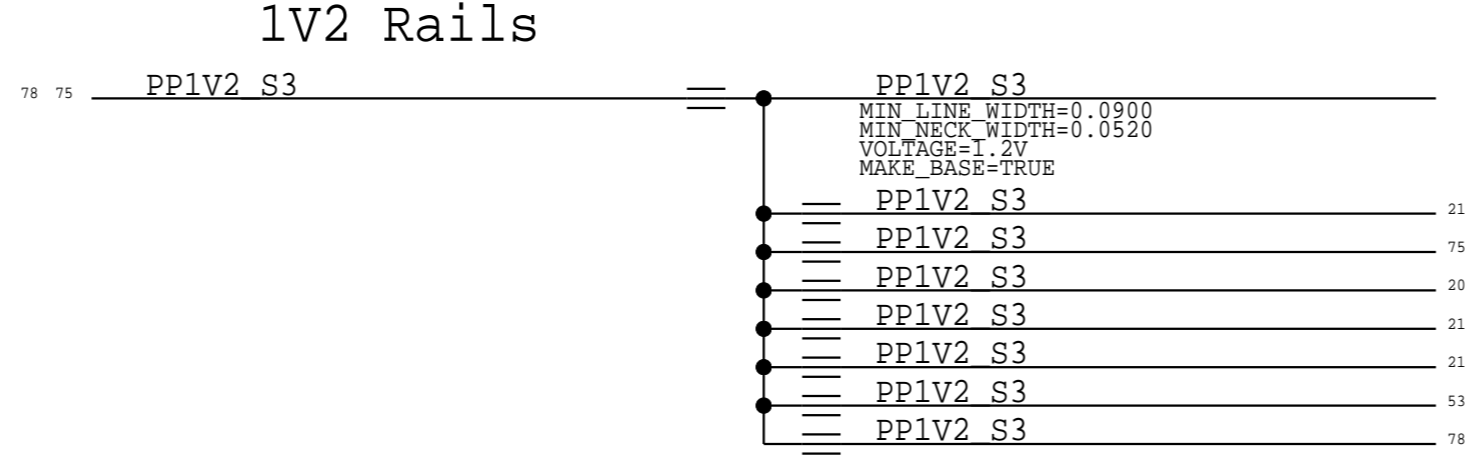 1V2 Rails
78 75 PP1V2_S3 PP1V2_S3
MIN_LINE_WIDTH=0.0900
MIN_NECK_WIDTH=0.0520
VOLTAGE=1.2V
MAKE_BASE=TRUE
PP1V2_S3 21
PP1V2_S3 75
PP1V2_S3 20
PP1V2_S3 21
PP1V2_S3 21
PP1V2_S3 53
PP1V2_S3 78